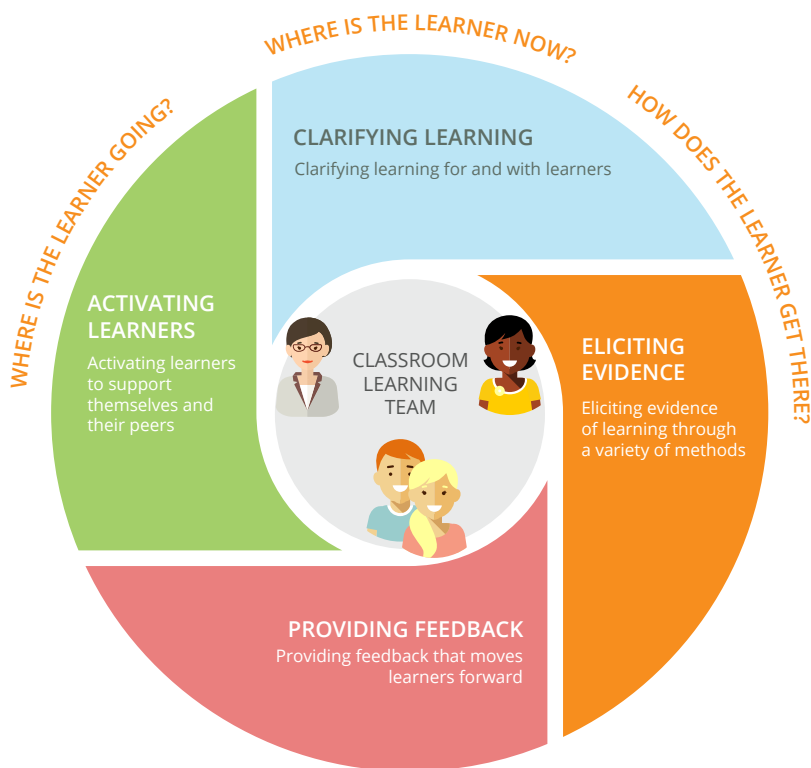 WHERE IS THE LEARNER GOING?
WHERE IS THE LEARNER NOW?
HOW DOES THE LEARNER GET THERE?
CLARIFYING LEARNING
Clarifying learning for and with learners
ACTIVATING
LEARNERS
Activating learners
to support
themselves and
their peers
CLASSROOM
LEARNING
TEAM
ELICITING
EVIDENCE
Eliciting evidence
of learning through
a variety of methods
PROVIDING FEEDBACK
Providing feedback that moves
learners forward